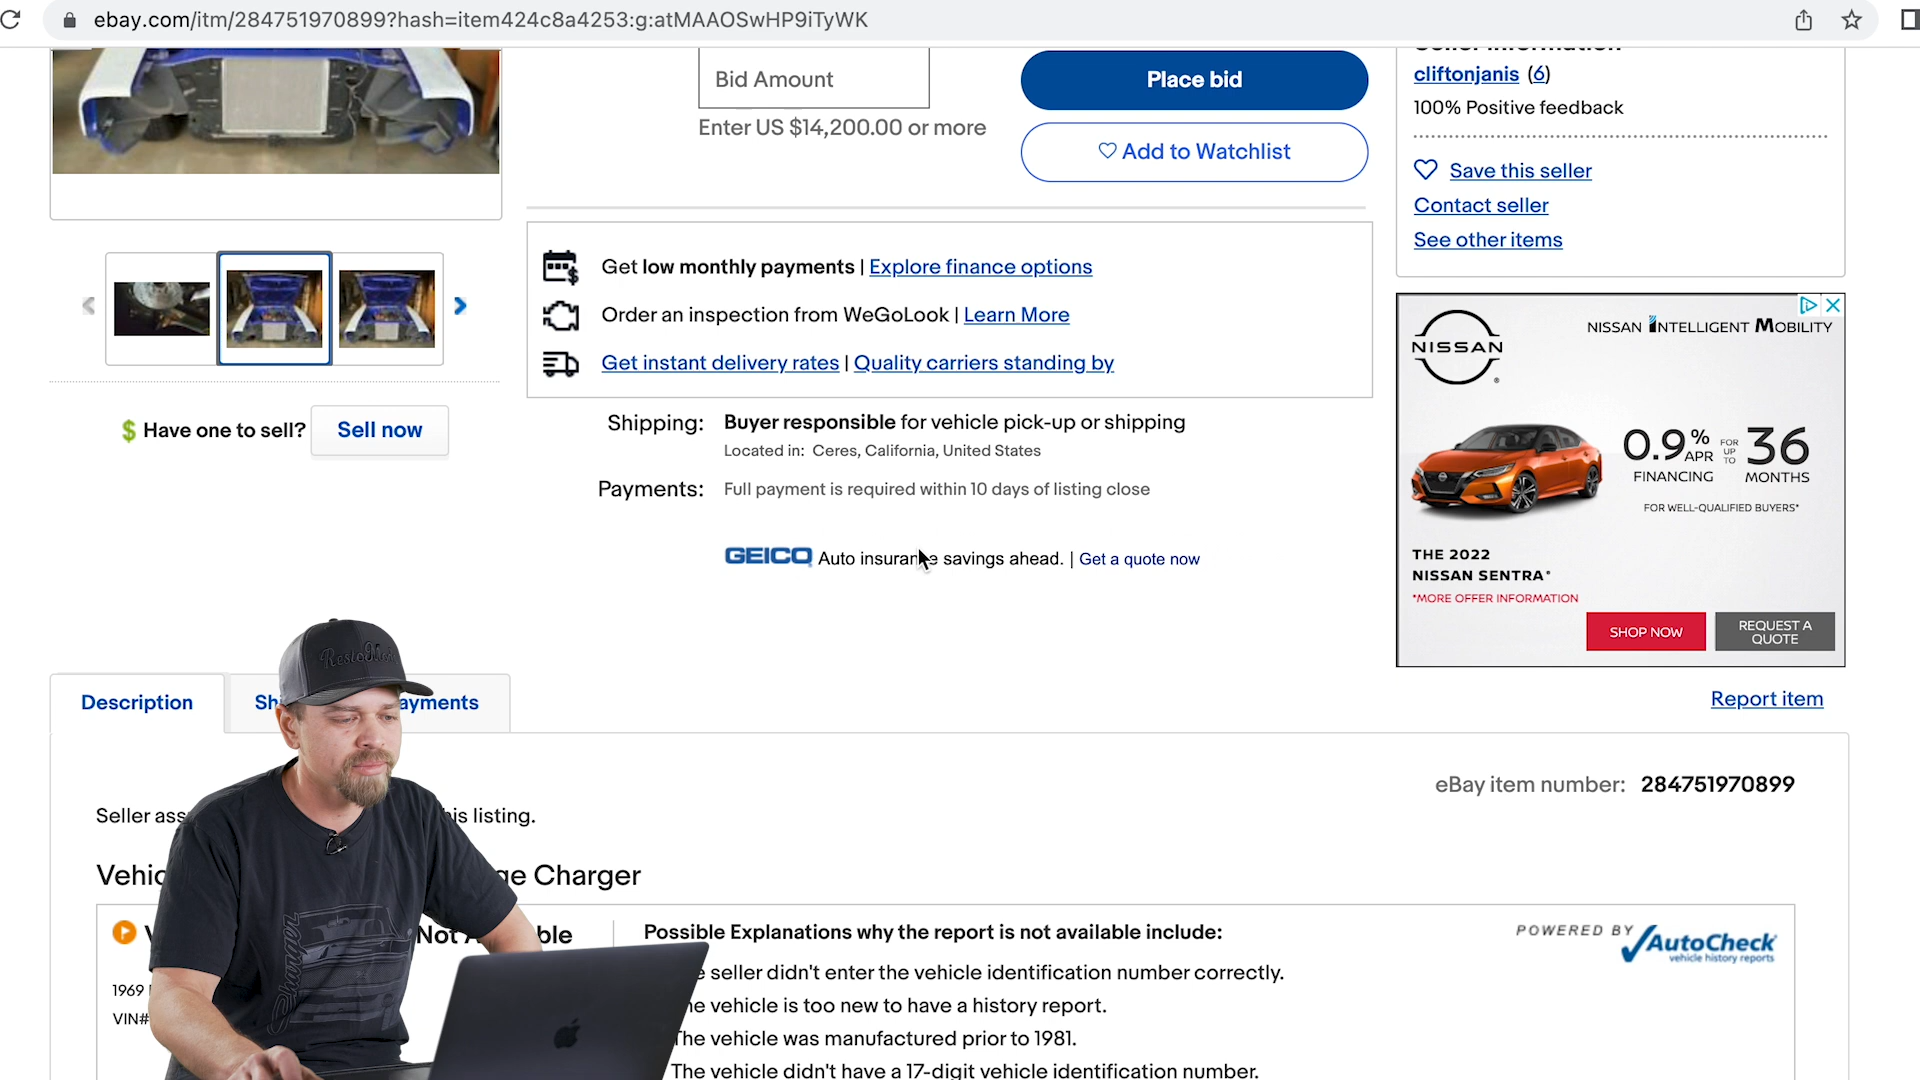 ebay.com/itm/284751970899?hash=item424c8a4253:g:atMAAOSwHP9iTyWK
Bid Amount
Enter US $14,200.00 or more
Place bid
Add to Watchlist
Seller information
cliftonjanis (6)
100% Positive feedback
Save this seller
Contact seller
See other items
Get low monthly payments | Explore finance options
Order an inspection from WeGoLook | Learn More
Get instant delivery rates | Quality carriers standing by
Have one to sell? Sell now
Shipping: Buyer responsible for vehicle pick-up or shipping
Located in: Ceres, California, United States
Payments: Full payment is required within 10 days of listing close
GEICO Auto insurance savings ahead. | Get a quote now
NISSAN
NISSAN INTELLIGENT MOBILITY
0.9% APR FINANCING FOR UP TO 36 MONTHS
FOR WELL-QUALIFIED BUYERS*
THE 2022
NISSAN SENTRA®
*MORE OFFER INFORMATION
SHOP NOW
REQUEST A
QUOTE
Report item
Description
ayments
eBay item number: 284751970899
Seller
his listing.
Charger
Not
1969
VIN#
Possible Explanations why the report is not available include:
seller didn't enter the vehicle identification number correctly.
vehicle is too new to have a history report.
The vehicle was manufactured prior to 1981.
The vehicle didn't have a 17-digit vehicle identification number.
POWERED BY AutoCheck
vehicle history reports
Charger